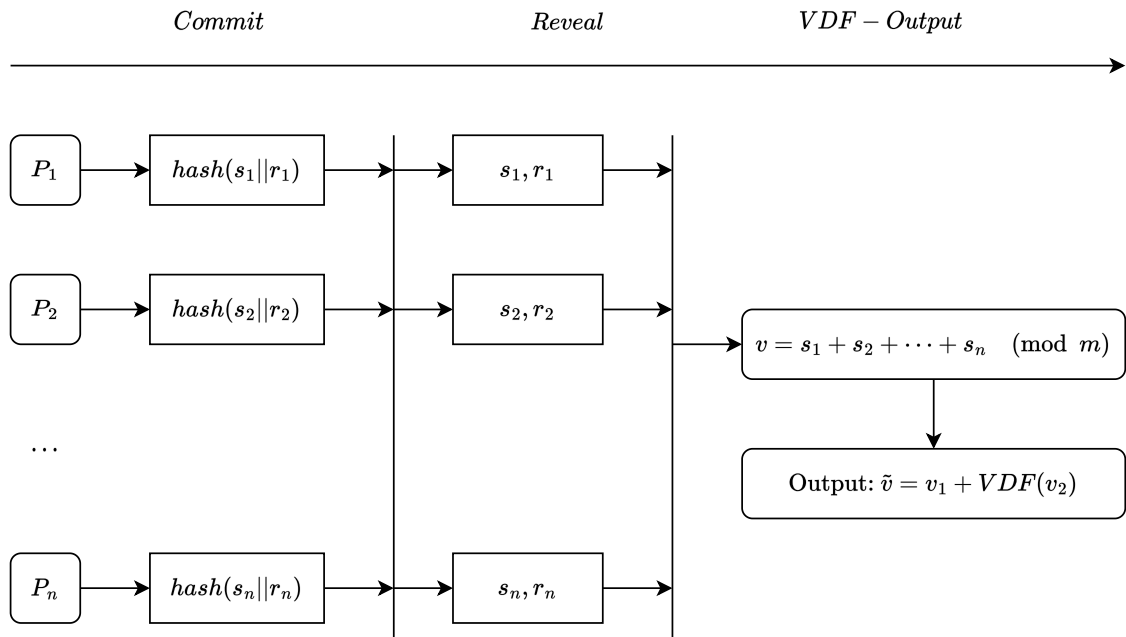 Commit Reveal VDF − Output
P₁ hash(s₁||r₁) s₁, r₁
P₂ hash(s₂||r₂) s₂, r₂
v = s₁ + s₂ + ⋯ + sₙ (mod m)
⋯
Output: ṽ = v₁ + VDF(v₂)
Pₙ hash(sₙ||rₙ) sₙ, rₙ